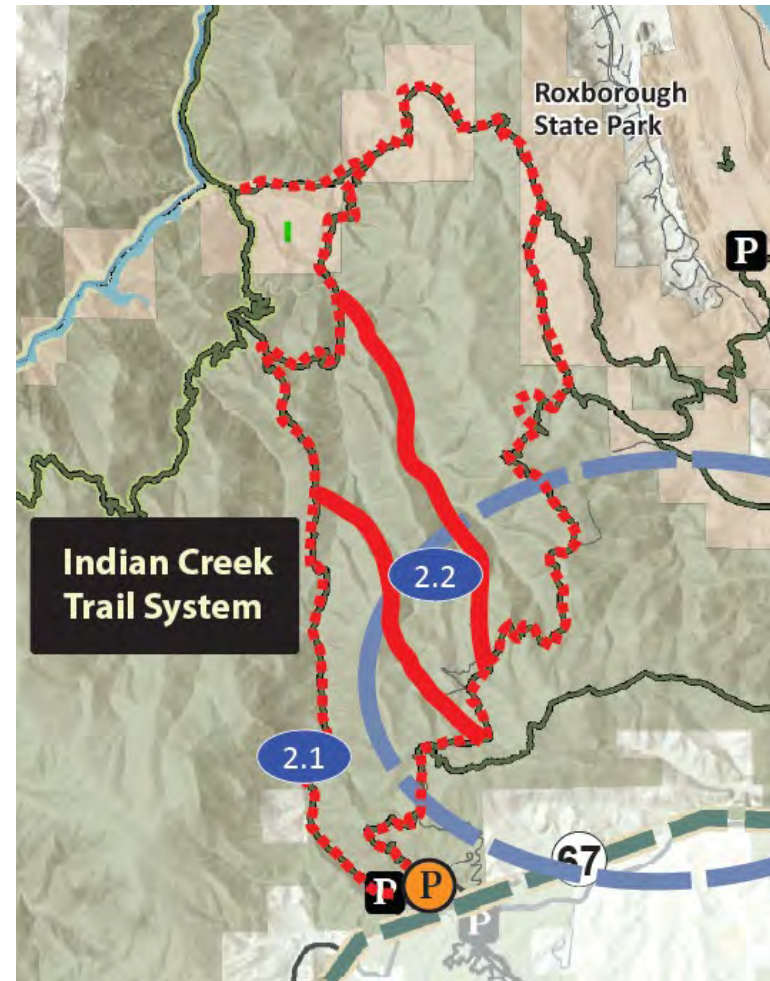 Roxborough
State Park
I
P
Indian Creek
Trail System
2.2
2.1
67
P
P
P